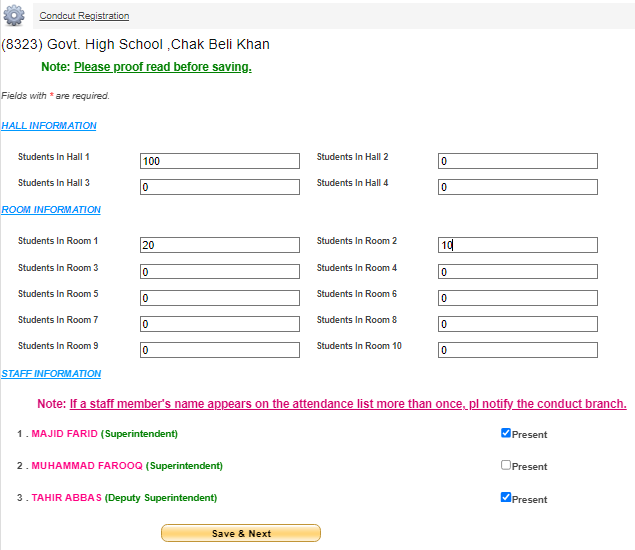 Condcut Registration
(8323) Govt. High School ,Chak Beli Khan
Note: Please proof read before saving.
Fields with * are required.
HALL INFORMATION
Students In Hall 1 100 Students In Hall 2 0
Students In Hall 3 0 Students In Hall 4 0
ROOM INFORMATION
Students In Room 1 20 Students In Room 2 10
Students In Room 3 0 Students In Room 4 0
Students In Room 5 0 Students In Room 6 0
Students In Room 7 0 Students In Room 8 0
Students In Room 9 0 Students In Room 10 0
STAFF INFORMATION
Note: If a staff member's name appears on the attendance list more than once, pl notify the conduct branch.
1 . MAJID FARID (Superintendent) Present
2 . MUHAMMAD FAROOQ (Superintendent) Present
3 . TAHIR ABBAS (Deputy Superintendent) Present
Save & Next